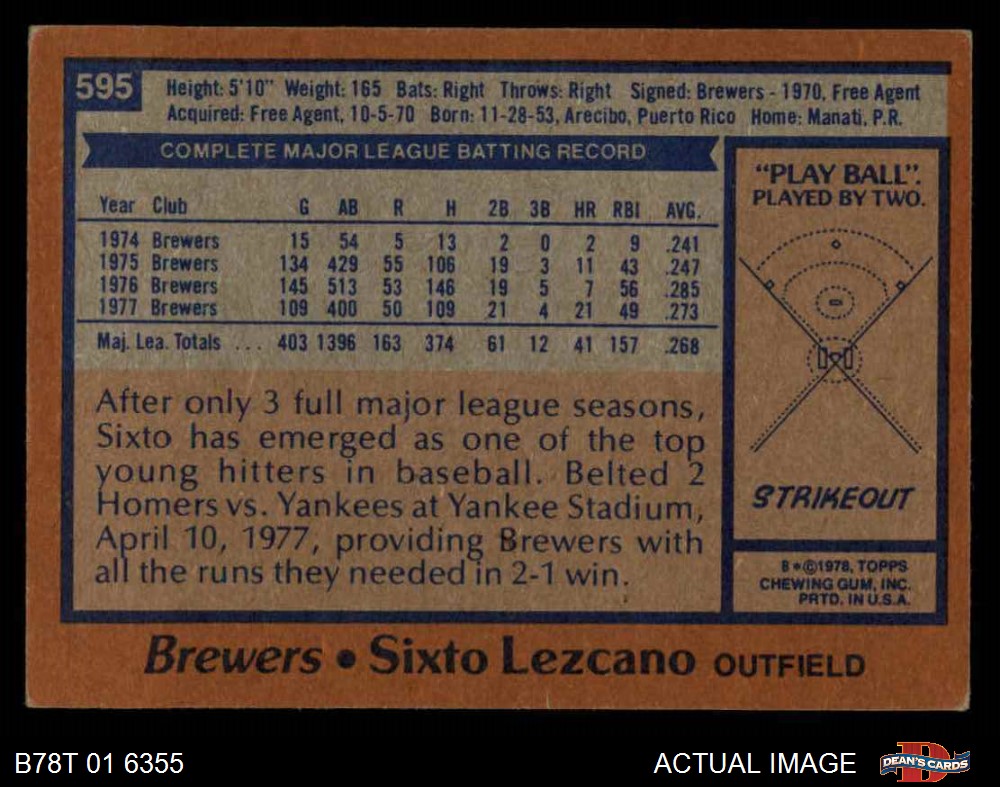 595
Height: 5'10" Weight: 165 Bats: Right Throws: Right Signed: Brewers - 1970, Free Agent
Acquired: Free Agent, 10-5-70 Born: 11-28-53, Arecibo, Puerto Rico Home: Manati, P.R.
COMPLETE MAJOR LEAGUE BATTING RECORD
Year Club G AB R H 2B 3B HR RBI AVG.
1974 Brewers 15 54 5 13 2 0 2 9 .241
1975 Brewers 134 429 55 106 19 3 11 43 .247
1976 Brewers 145 513 53 146 19 5 7 56 .285
1977 Brewers 109 400 50 109 21 4 21 49 .273
Maj. Lea. Totals ... 403 1396 163 374 61 12 41 157 .268
After only 3 full major league seasons,
Sixto has emerged as one of the top
young hitters in baseball. Belted 2
Homers vs. Yankees at Yankee Stadium,
April 10, 1977, providing Brewers with
all the runs they needed in 2-1 win.
"PLAY BALL".
PLAYED BY TWO.
STRIKEOUT
B*©1978, TOPPS
CHEWING GUM, INC.
PRTD. IN U.S.A.
Brewers • Sixto Lezcano OUTFIELD
B78T 01 6355
ACTUAL IMAGE
D
DEAN'S CARDS